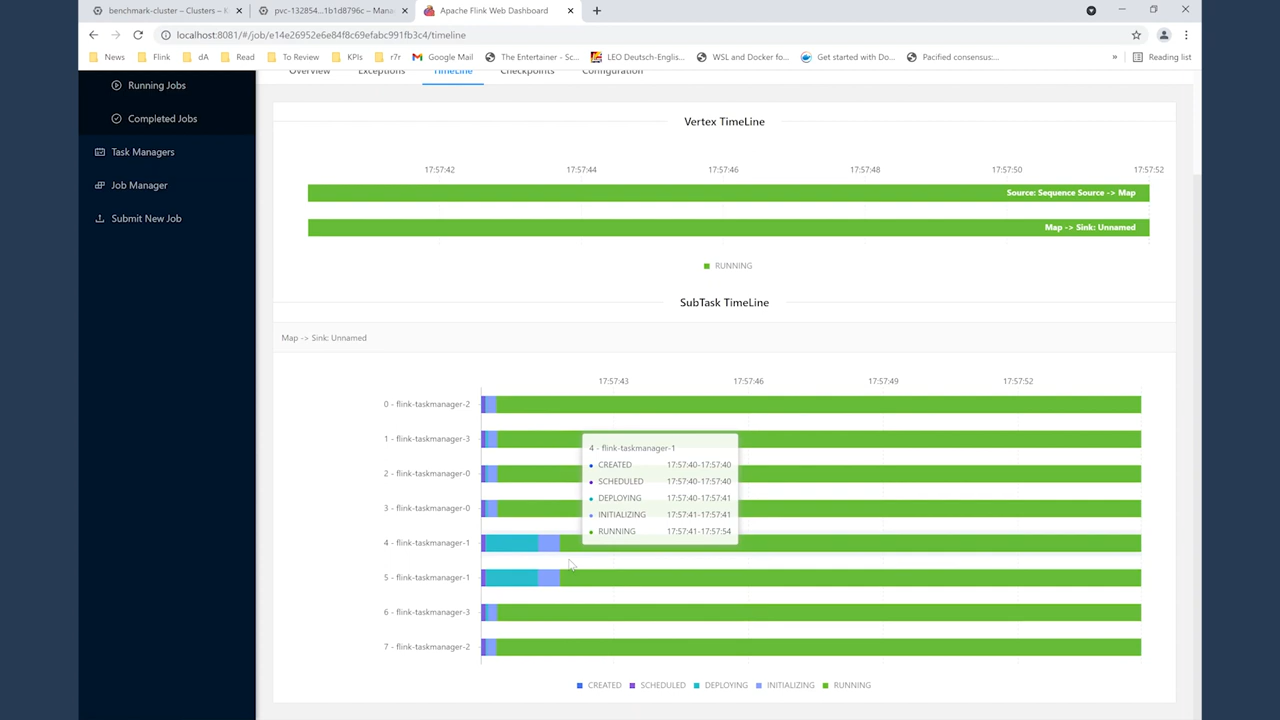 benchmark-cluster – Clusters – K
pvc-132854...1b1d8796c – Mana
Apache Flink Web Dashboard
localhost:8081/#/job/e14e26952e6e84f8c69efabc991fb3c4/timeline
News Flink dA Read To Review KPIs r7r Google Mail The Entertainer - Sc... LEO Deutsch-Englis... WSL and Docker fo... Get started with Do... Pacified consensus:... » Reading list
Overview Exceptions TimeLine Checkpoints Configuration
Running Jobs
Completed Jobs
Task Managers
Job Manager
Submit New Job
Vertex TimeLine
17:57:42 17:57:44 17:57:46 17:57:48 17:57:50 17:57:52
Source: Sequence Source -> Map
Map -> Sink: Unnamed
RUNNING
SubTask TimeLine
Map -> Sink: Unnamed
17:57:43 17:57:46 17:57:49 17:57:52
0 - flink-taskmanager-2
1 - flink-taskmanager-3
2 - flink-taskmanager-0
3 - flink-taskmanager-0
4 - flink-taskmanager-1
5 - flink-taskmanager-1
6 - flink-taskmanager-3
7 - flink-taskmanager-2
4 - flink-taskmanager-1
CREATED 17:57:40-17:57:40
SCHEDULED 17:57:40-17:57:40
DEPLOYING 17:57:40-17:57:41
INITIALIZING 17:57:41-17:57:41
RUNNING 17:57:41-17:57:54
CREATED SCHEDULED DEPLOYING INITIALIZING RUNNING